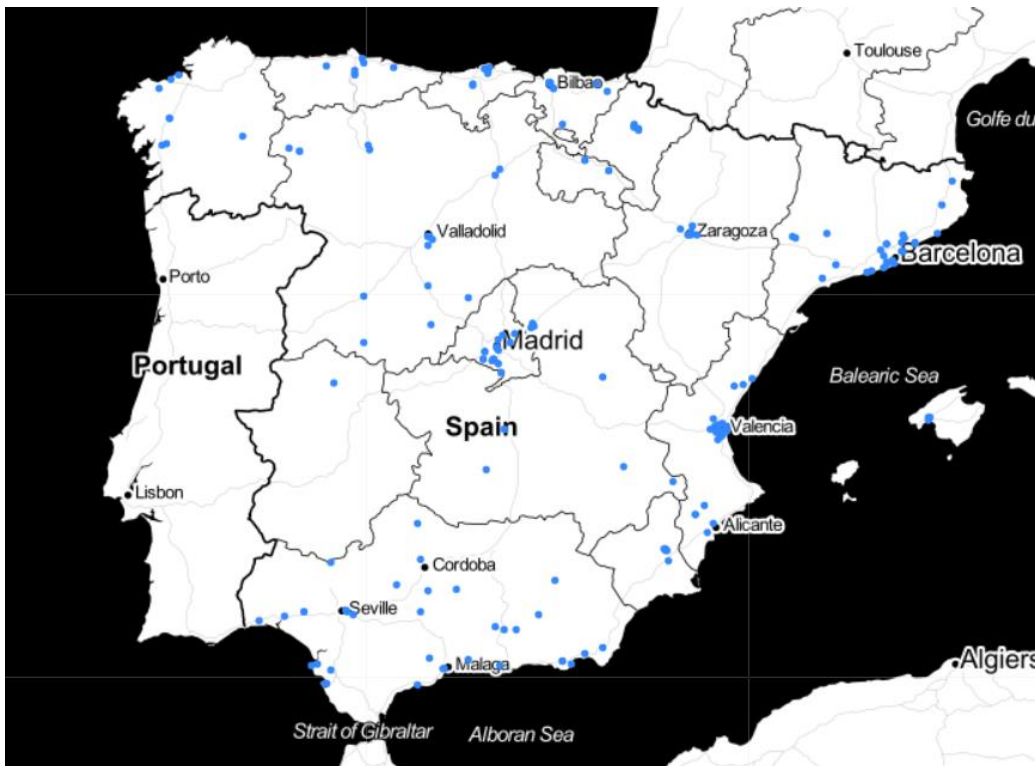 Toulouse
Bilbao
Golfe du
Valladolid
Zaragoza
Barcelona
Porto
Madrid
Portugal
Balearic Sea
Spain
Valencia
Lisbon
Alicante
Cordoba
Seville
Malaga
Algiers
Strait of Gibraltar
Alboran Sea